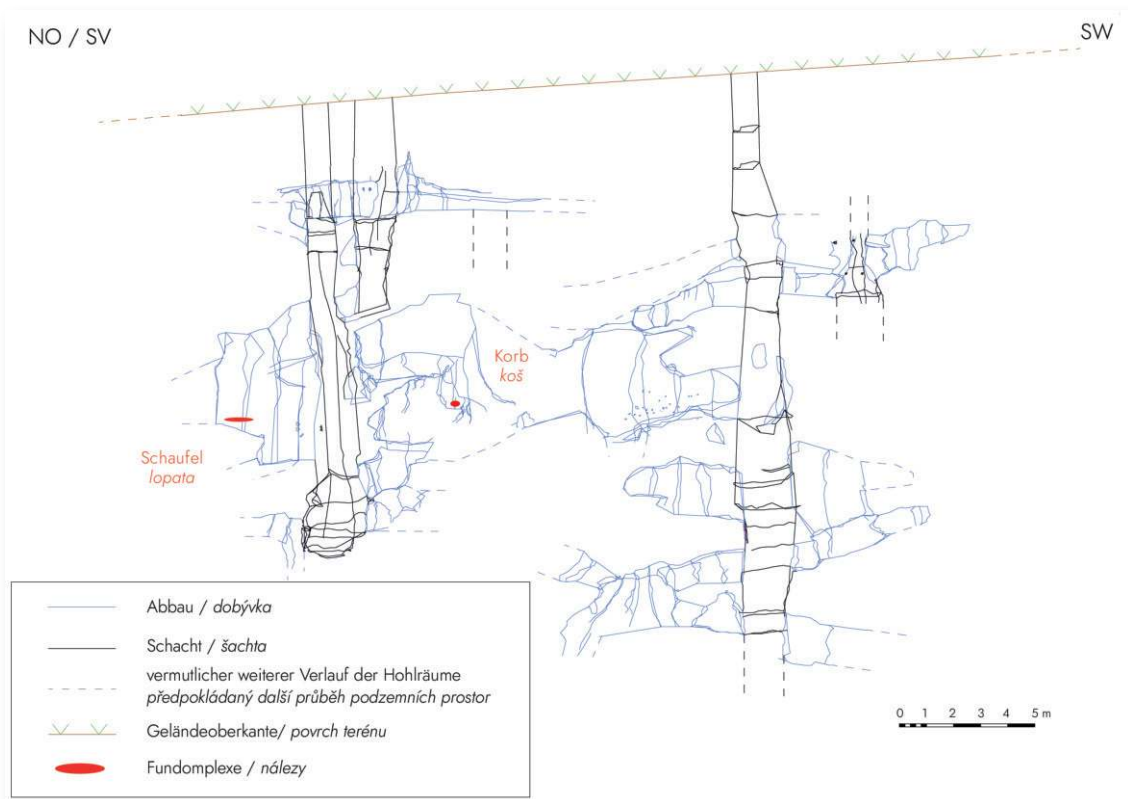 NO / SV
SW
Korb
koš
Schaufel
lopata
Abbau / dobývka
Schacht / šachta
vermutlicher weiterer Verlauf der Hohlräume
předpokládaný další průběh podzemních prostor
Geländeoberkante/ povrch terénu
Fundomplexe / nálezy
0 1 2 3 4 5 m